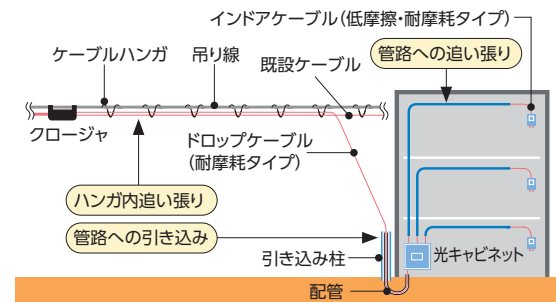 インドアケーブル(低摩擦・耐摩耗タイプ)
ケーブルハンガ
吊り線
既設ケーブル
管路への追い張り
クロージャ
ドロップケーブル
(耐摩耗タイプ)
ハンガ内追い張り
管路への引き込み
引き込み柱
光キャビネット
配管